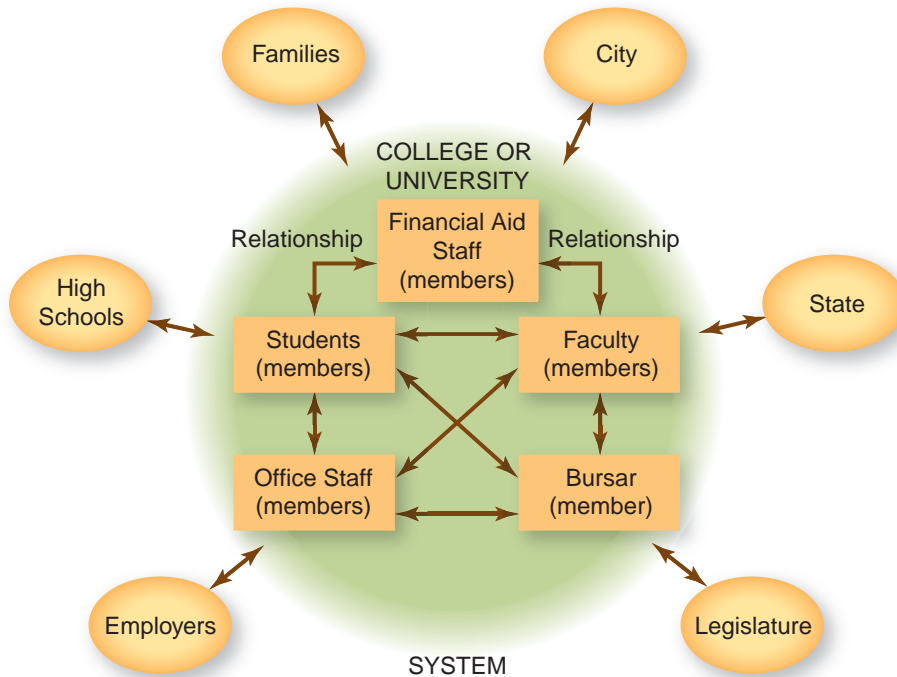 Families
City
COLLEGE OR
UNIVERSITY
Financial Aid
Staff
(members)
Relationship
Relationship
High
Schools
State
Students
(members)
Faculty
(members)
Office Staff
(members)
Bursar
(member)
Employers
Legislature
SYSTEM